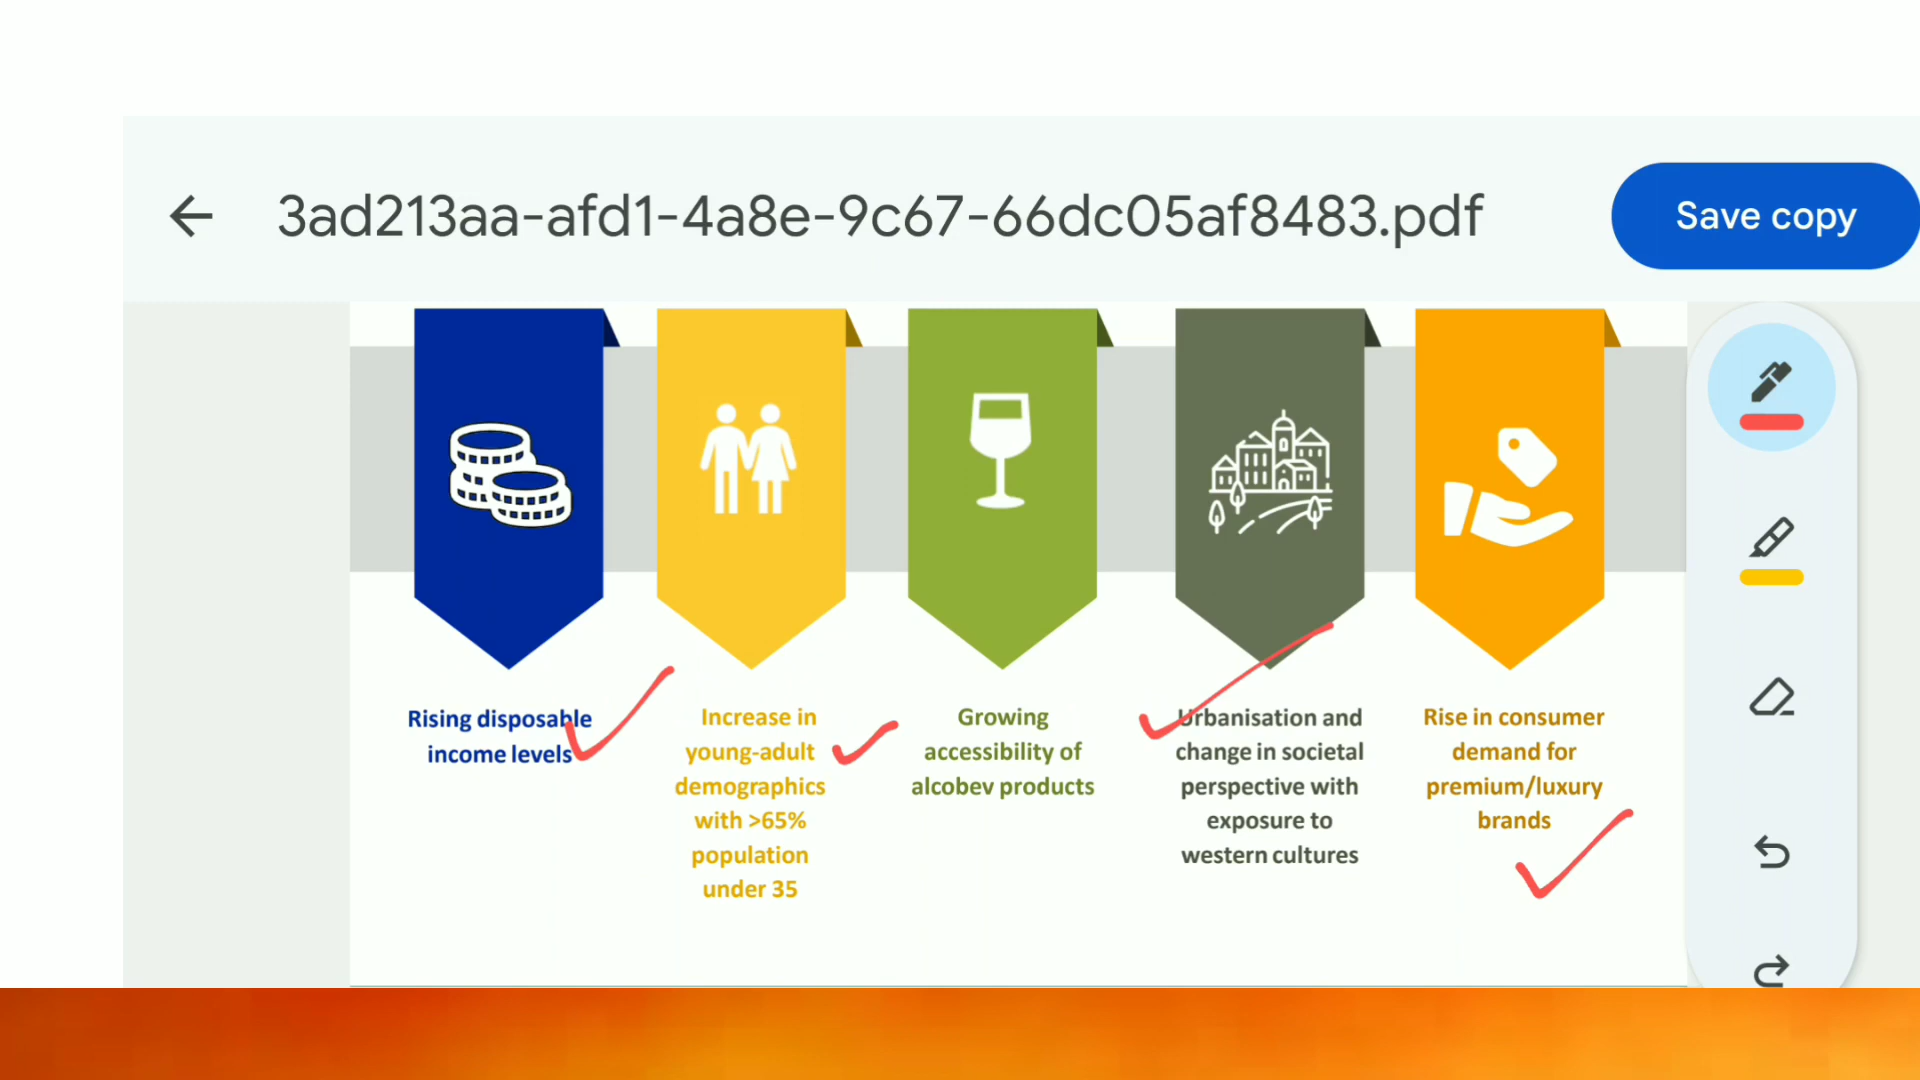 3ad213aa-afd1-4a8e-9c67-66dc05af8483.pdf
Save copy
Rising disposable
income levels
Increase in
young-adult
demographics
with >65%
population
under 35
Growing
accessibility of
alcobev products
Urbanisation and
change in societal
perspective with
exposure to
western cultures
Rise in consumer
demand for
premium/luxury
brands